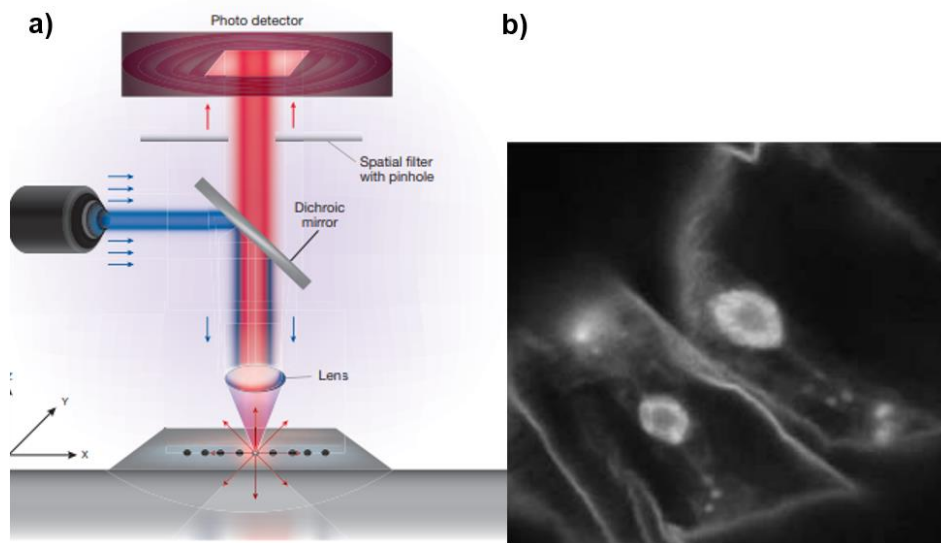 a)
b)
Photo detector
Spatial filter
with pinhole
Dichroic
mirror
Lens
Y
X